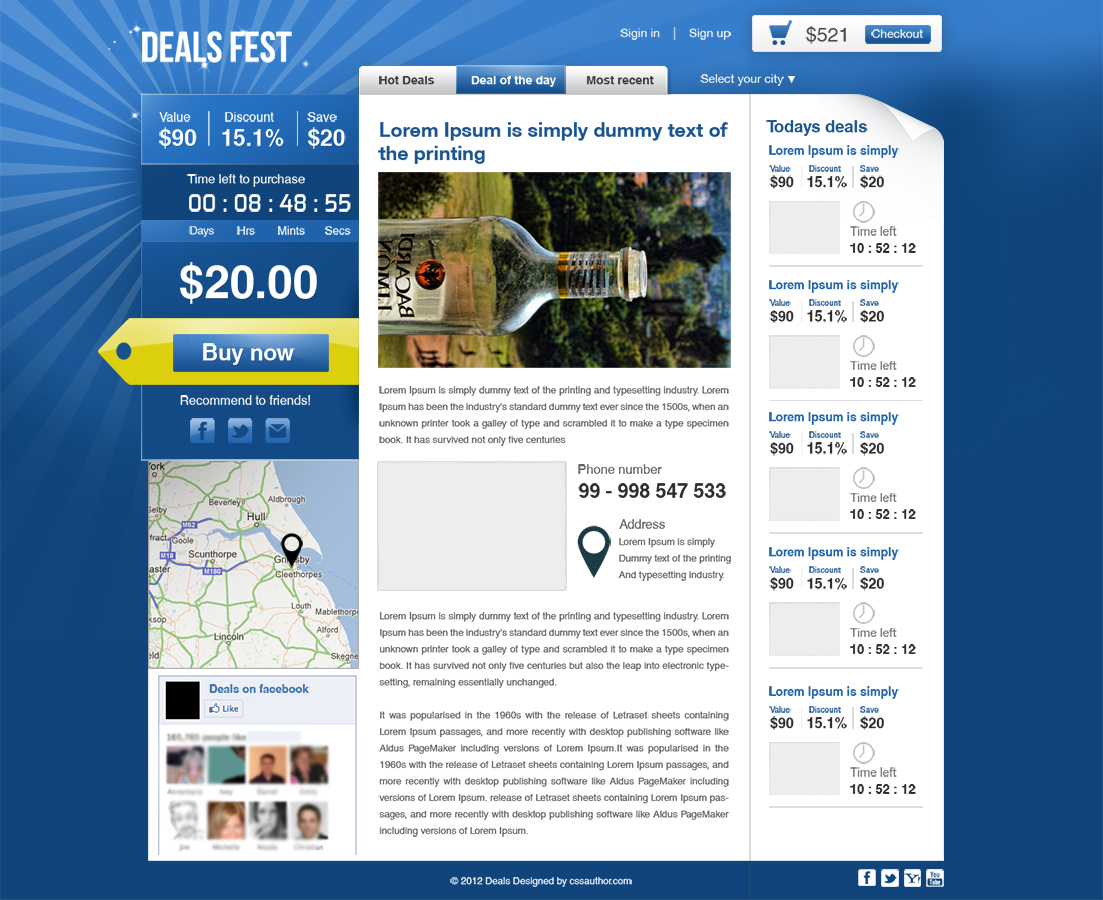 DEALS FEST
Sigin in | Sign up
$521
Checkout
Hot Deals
Deal of the day
Most recent
Select your city ▼
Value
Discount
Save
$90
15.1%
$20
Time left to purchase
00 : 08 : 48 : 55
Days
Hrs
Mints
Secs
$20.00
Buy now
Recommend to friends!
ork
Beverley
Aldbrough
Selby
Hull
M62
fract
Goole
M18
Scunthorpe
Grimsby
aster
M180
Cleethorpes
Louth
Mablethorpe
ksop
Alford
Lincoln
eld
Skegne
Deals on facebook
Like
165,765 people like
Annemaris
Ivey
Daniel
Emily
Jim
Michelle
Nicole
Christian
Lorem Ipsum is simply dummy text of
the printing
Lorem Ipsum is simply dummy text of the printing and typesetting industry. Lorem
Ipsum has been the industry's standard dummy text ever since the 1500s, when an
unknown printer took a galley of type and scrambled it to make a type specimen
book. It has survived not only five centuries
Phone number
99 - 998 547 533
Address
Lorem Ipsum is simply
Dummy text of the printing
And typesetting industry.
Lorem Ipsum is simply dummy text of the printing and typesetting industry. Lorem
Ipsum has been the industry's standard dummy text ever since the 1500s, when an
unknown printer took a galley of type and scrambled it to make a type specimen
book. It has survived not only five centuries but also the leap into electronic type-
setting, remaining essentially unchanged.
It was popularised in the 1960s with the release of Letraset sheets containing
Lorem Ipsum passages, and more recently with desktop publishing software like
Aldus PageMaker including versions of Lorem Ipsum.It was popularised in the
1960s with the release of Letraset sheets containing Lorem Ipsum passages, and
more recently with desktop publishing software like Aldus PageMaker including
versions of Lorem Ipsum. release of Letraset sheets containing Lorem Ipsum pas-
sages, and more recently with desktop publishing software like Aldus PageMaker
including versions of Lorem Ipsum.
Todays deals
Lorem Ipsum is simply
Value
Discount
Save
$90
15.1%
$20
Time left
10 : 52 : 12
Lorem Ipsum is simply
Value
Discount
Save
$90
15.1%
$20
Time left
10 : 52 : 12
Lorem Ipsum is simply
Value
Discount
Save
$90
15.1%
$20
Time left
10 : 52 : 12
Lorem Ipsum is simply
Value
Discount
Save
$90
15.1%
$20
Time left
10 : 52 : 12
Lorem Ipsum is simply
Value
Discount
Save
$90
15.1%
$20
Time left
10 : 52 : 12
© 2012 Deals Designed by cssauthor.com
You
Tube